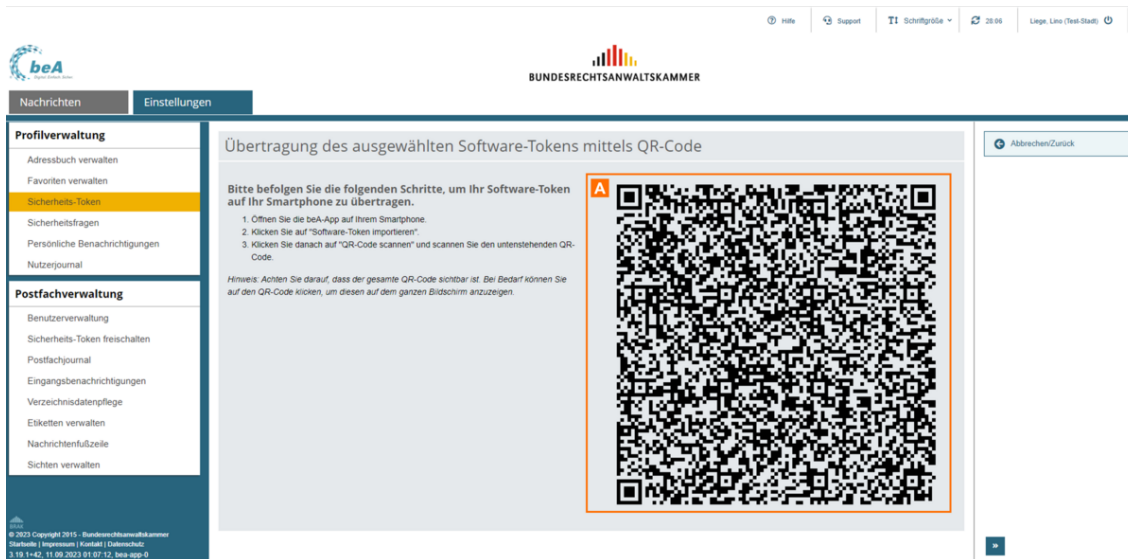 Hilfe
Support
Schriftgröße
28:06
Liege, Lino (Test-Stadt)
beA
BUNDESRECHTSANWALTSKAMMER
Nachrichten
Einstellungen
Profilverwaltung
Adressbuch verwalten
Favoriten verwalten
Sicherheits-Token
Sicherheitsfragen
Persönliche Benachrichtigungen
Nutzerjournal
Postfachverwaltung
Benutzerverwaltung
Sicherheits-Token freischalten
Postfachjournal
Eingangsbenachrichtigungen
Verzeichnisdatenpflege
Etiketten verwalten
Nachrichtenfußzeile
Sichten verwalten
BRAK
© 2023 Copyright 2015 - Bundesrechtsanwaltskammer
Startseite | Impressum | Kontakt | Datenschutz
3.19.1+42, 11.09.2023 01:07:12, bea-app-0
Übertragung des ausgewählten Software-Tokens mittels QR-Code
Bitte befolgen Sie die folgenden Schritte, um Ihr Software-Token
auf Ihr Smartphone zu übertragen.
1. Öffnen Sie die beA-App auf Ihrem Smartphone.
2. Klicken Sie auf "Software-Token importieren".
3. Klicken Sie danach auf "QR-Code scannen" und scannen Sie den untenstehenden QR-
Code.
Hinweis: Achten Sie darauf, dass der gesamte QR-Code sichtbar ist. Bei Bedarf können Sie
auf den QR-Code klicken, um diesen auf dem ganzen Bildschirm anzuzeigen.
A
Abbrechen/Zurück